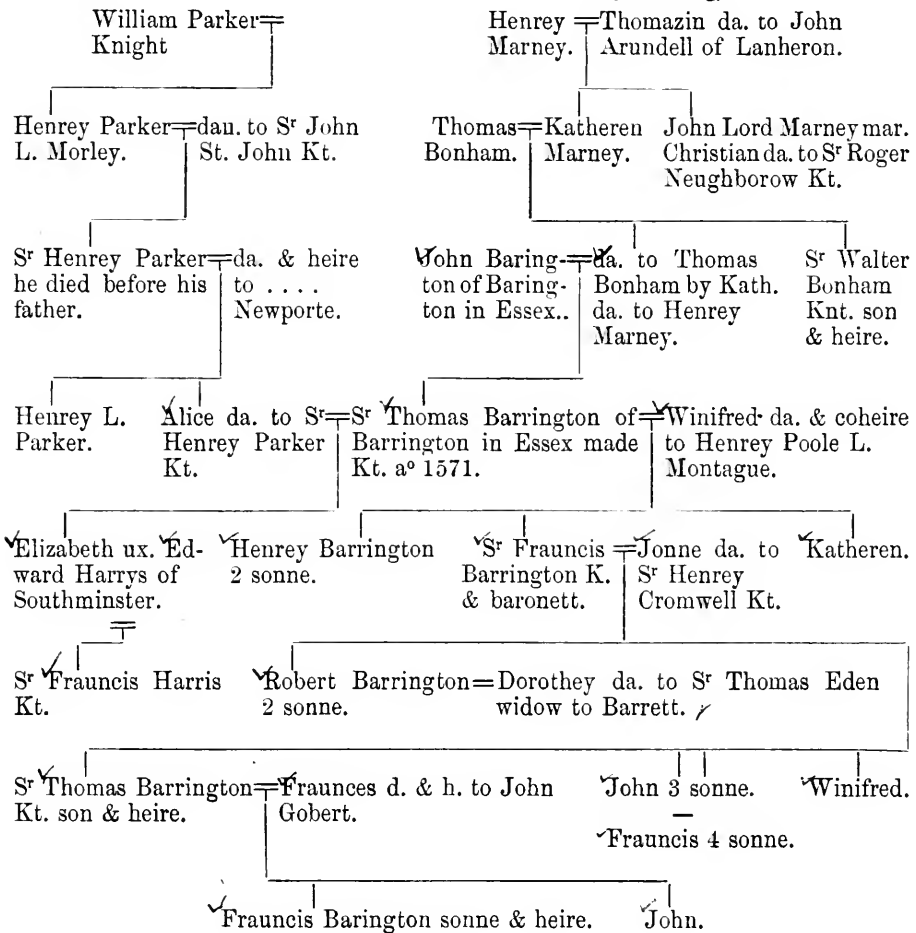 William Parker
Knight
Henrey
Marney.
Thomazin da. to John
Arundell of Lanheron.
Henrey Parker
L. Morley.
dau. to Sr John
St. John Kt.
Thomas
Bonham.
Katheren
Marney.
John Lord Marney mar.
Christian da. to Sr Roger
Neughborow Kt.
Sr Henrey Parker
he died before his
father.
da. & heire
to ....
Newporte.
John Baring-
ton of Baring-
ton in Essex..
da. to Thomas
Bonham by Kath.
da. to Henrey
Marney.
Sr Walter
Bonham
Knt. son
& heire.
Henrey L.
Parker.
Alice da. to Sr
Henrey Parker
Kt.
Sr Thomas Barrington of
Barrington in Essex made
Kt. ao 1571.
Winifred da. & coheire
to Henrey Poole L.
Montague.
Elizabeth ux. Ed-
ward Harrys of
Southminster.
Henrey Barrington
2 sonne.
Sr Frauncis
Barrington K.
& baronett.
Jonne da. to
Sr Henrey
Cromwell Kt.
Katheren.
Sr Frauncis Harris
Kt.
Robert Barrington
2 sonne.
Dorothey da. to Sr Thomas Eden
widow to Barrett.
Sr Thomas Barrington
Kt. son & heire.
Fraunces d. & h. to John
Gobert.
John 3 sonne.
Frauncis 4 sonne.
Winifred.
Frauncis Barington sonne & heire.
John.